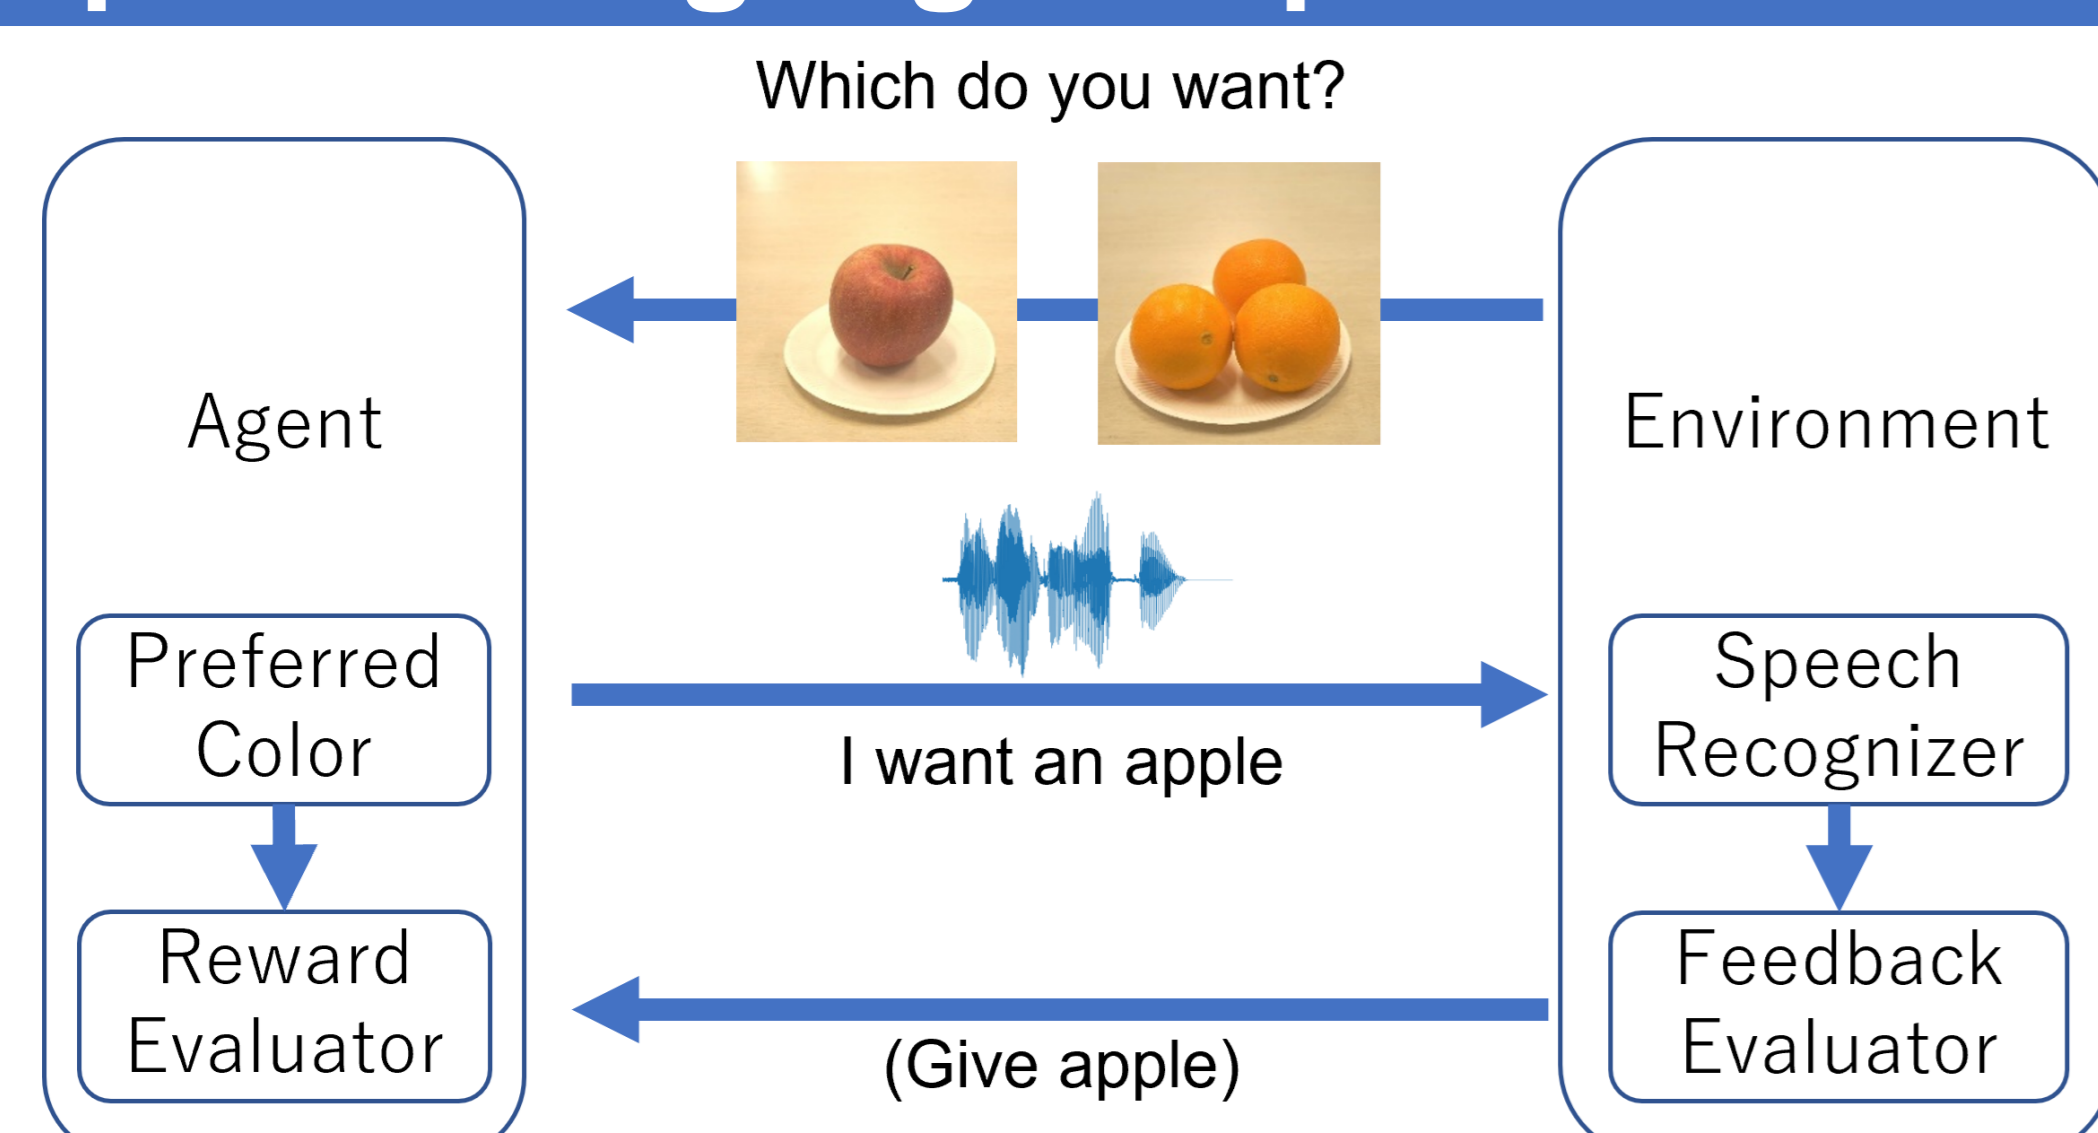 Which do you want?
Agent
Environment
Preferred
Color
Speech
Recognizer
I want an apple
Reward
Evaluator
Feedback
Evaluator
(Give apple)